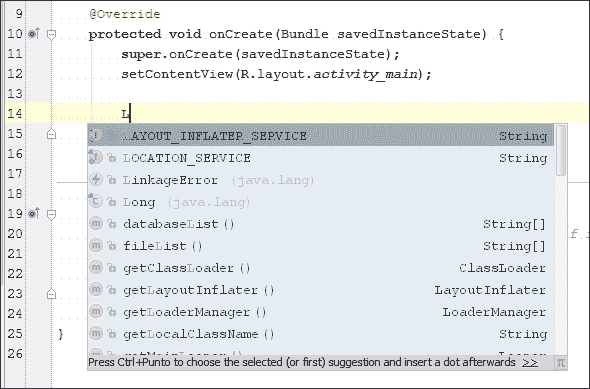 9 @Override
10 protected void onCreate(Bundle savedInstanceState) {
11 super.onCreate(savedInstanceState);
12 setContentView(R.layout.activity_main);
13
14 L
15 LAYOUT_INFLATER_SERVICE String
16 LOCATION_SERVICE String
17 LinkageError (java.lang)
18 Long (java.lang)
19 databaseList() String[]
20 fileList() String[] f.i
21 getClassLoader() ClassLoader
22 getLayoutInflater() LayoutInflater
23 getLoaderManager() LoaderManager
24
25 } getLocalClassName() String
26 getMainLooper() Looper
Press Ctrl+Punto to choose the selected (or first) suggestion and insert a dot afterwards >> π